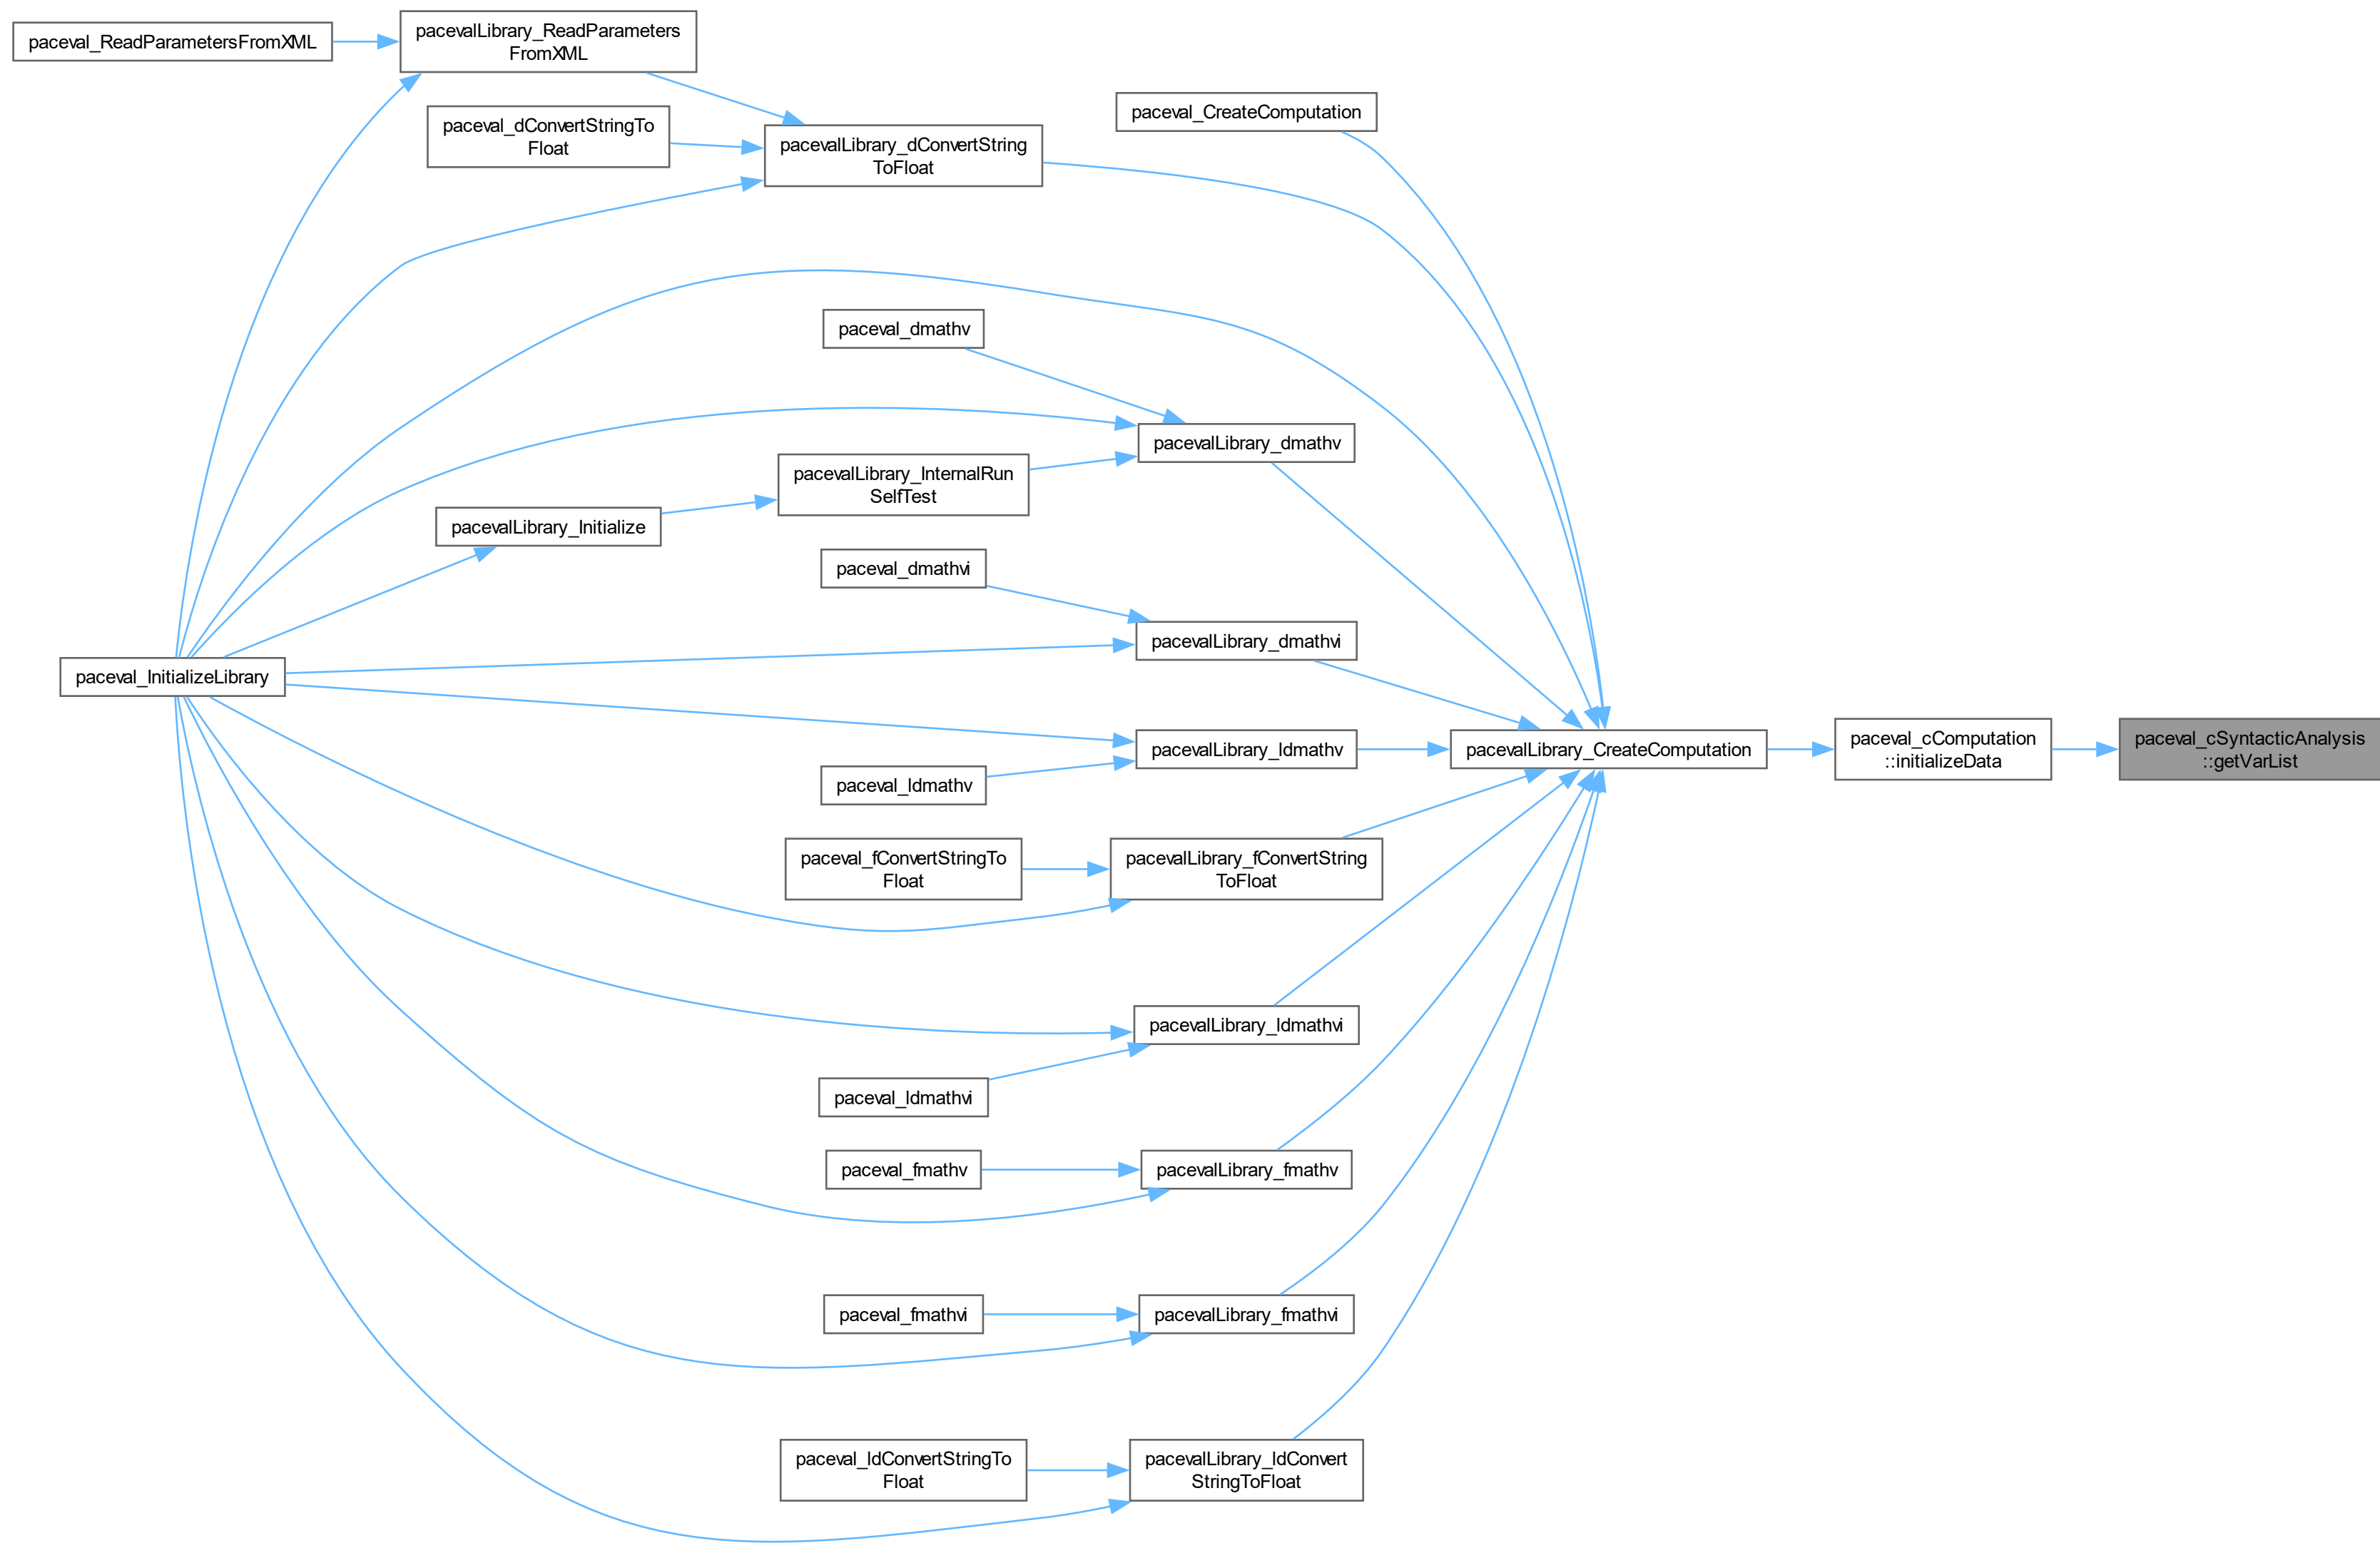 paceval_ReadParametersFromXML
pacevalLibrary_ReadParameters
FromXML
paceval_CreateComputation
paceval_dConvertStringTo
Float
pacevalLibrary_dConvertString
ToFloat
paceval_dmathv
pacevalLibrary_dmathv
pacevalLibrary_InternalRun
SelfTest
pacevalLibrary_Initialize
paceval_dmathvi
pacevalLibrary_dmathvi
paceval_InitializeLibrary
pacevalLibrary_ldmathv
paceval_ldmathv
pacevalLibrary_CreateComputation
paceval_cComputation
::initializeData
paceval_cSyntacticAnalysis
::getVarList
paceval_fConvertStringTo
Float
pacevalLibrary_fConvertString
ToFloat
pacevalLibrary_ldmathvi
paceval_ldmathvi
paceval_fmathv
pacevalLibrary_fmathv
paceval_fmathvi
pacevalLibrary_fmathvi
paceval_ldConvertStringTo
Float
pacevalLibrary_ldConvert
StringToFloat